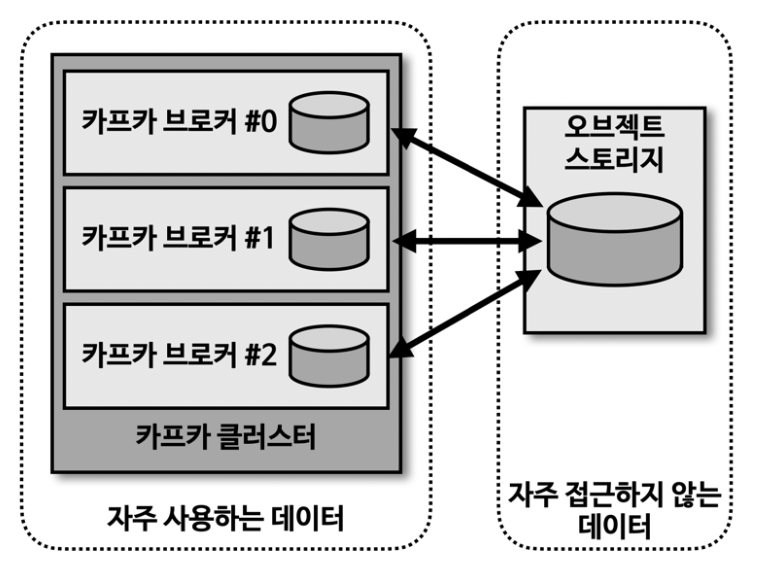 카프카 브로커 #0
카프카 브로커 #1
카프카 브로커 #2
카프카 클러스터
자주 사용하는 데이터
오브젝트
스토리지
자주 접근하지 않는
데이터